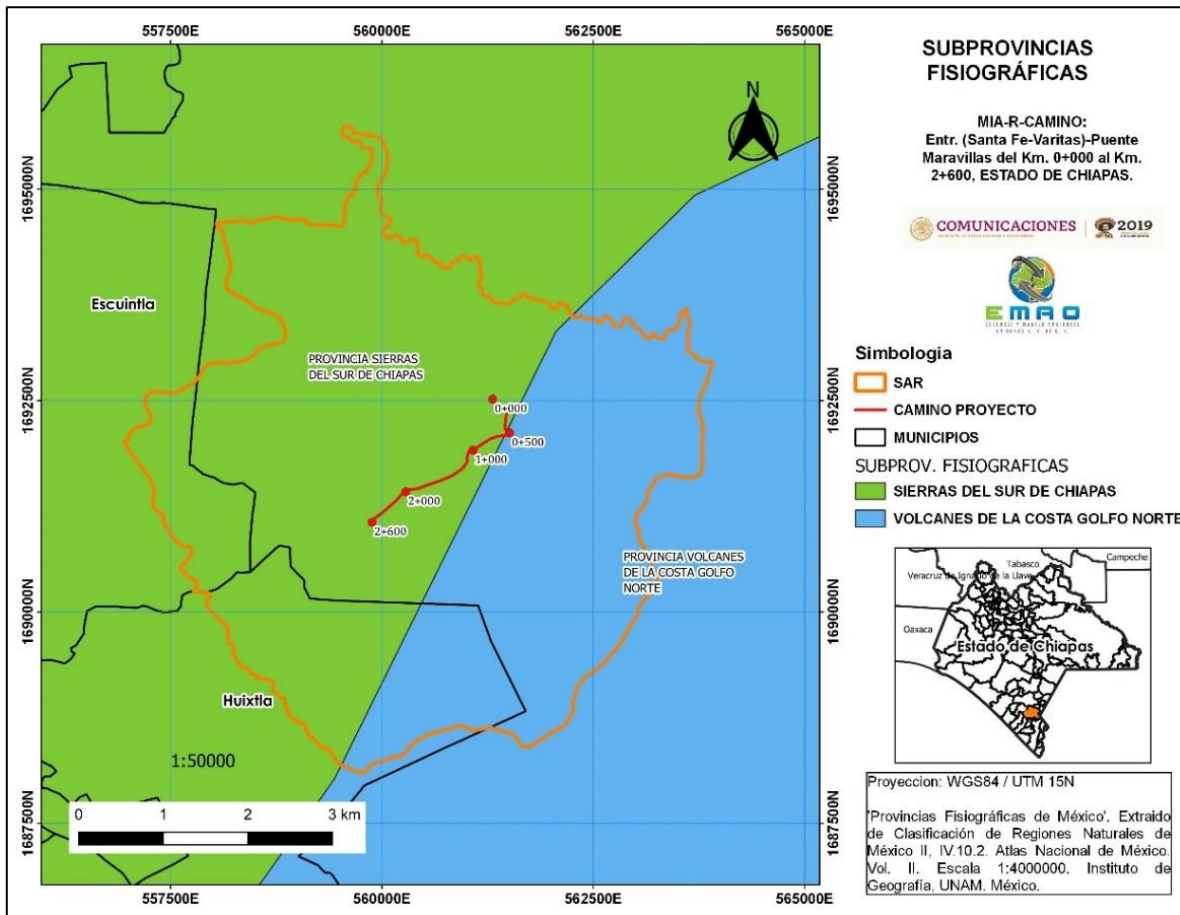 557500E
560000E
562500E
565000E
1695000N
1692500N
1690000N
1687500N
1695000N
1692500N
1690000N
1687500N
557500E
560000E
562500E
565000E
N
Escuintla
PROVINCIA SIERRAS
DEL SUR DE CHIAPAS
0+000
0+500
1+000
2+000
2+600
PROVINCIA VOLCANES
DE LA COSTA GOLFO
NORTE
Huixtla
1:50000
0 1 2 3 km
SUBPROVINCIAS
FISIOGRÁFICAS
MIA-R-CAMINO:
Entr. (Santa Fe-Varitas)-Puente
Maravillas del Km. 0+000 al Km.
2+600, ESTADO DE CHIAPAS.
COMUNICACIONES
2019
EMAO
Simbología
SAR
CAMINO PROYECTO
MUNICIPIOS
SUBPROV. FISIOGRAFICAS
SIERRAS DEL SUR DE CHIAPAS
VOLCANES DE LA COSTA GOLFO NORTE
Campeche
Tabasco
Veracruz de Ignacio de la Llave
Oaxaca
Estado de Chiapas
Proyeccion: WGS84 / UTM 15N
'Provincias Fisiográficas de México'. Extraido
de Clasificación de Regiones Naturales de
México II, IV.10.2. Atlas Nacional de México.
Vol. II. Escala 1:4000000. Instituto de
Geografía, UNAM. México.